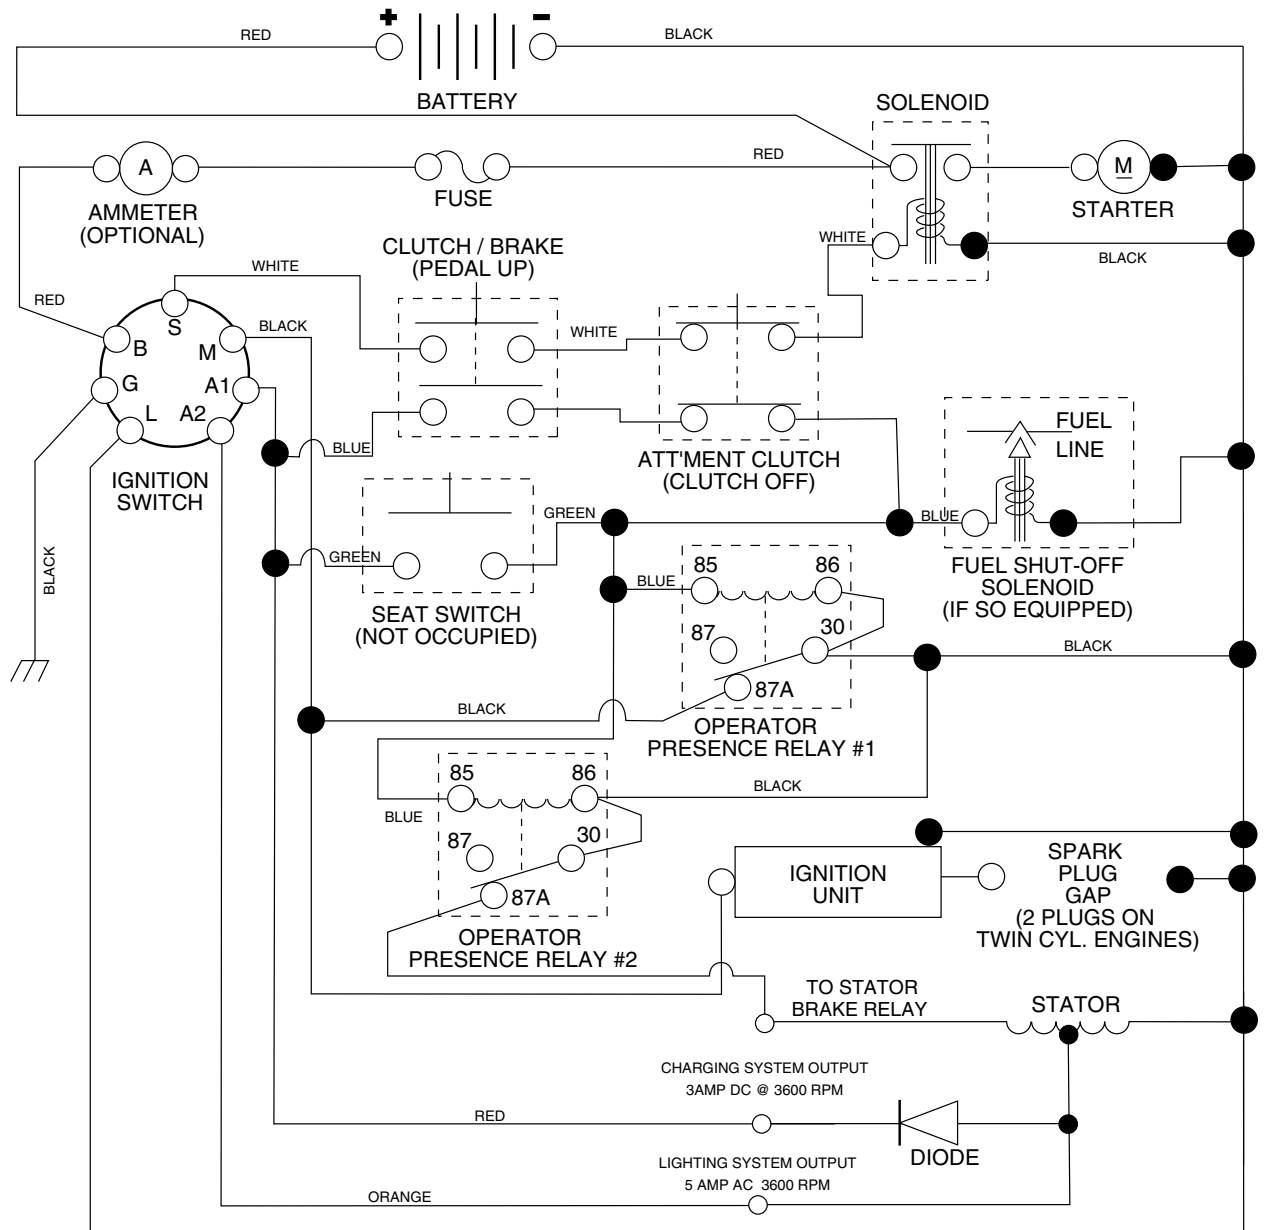 +
−
RED
BLACK
BATTERY
SOLENOID
A
RED
M
FUSE
AMMETER
(OPTIONAL)
STARTER
CLUTCH / BRAKE
(PEDAL UP)
WHITE
BLACK
WHITE
RED
S
BLACK
WHITE
B
M
G
A1
L
A2
BLUE
ATT'MENT CLUTCH
(CLUTCH OFF)
FUEL
LINE
IGNITION
SWITCH
GREEN
BLUE
GREEN
BLACK
SEAT SWITCH
(NOT OCCUPIED)
FUEL SHUT-OFF
SOLENOID
(IF SO EQUIPPED)
85
86
BLUE
87
30
BLACK
87A
BLACK
OPERATOR
PRESENCE RELAY #1
85
86
BLACK
BLUE
87
30
87A
OPERATOR
PRESENCE RELAY #2
IGNITION
UNIT
SPARK
PLUG
GAP
(2 PLUGS ON
TWIN CYL. ENGINES)
TO STATOR
BRAKE RELAY
STATOR
CHARGING SYSTEM OUTPUT
3AMP DC @ 3600 RPM
RED
DIODE
LIGHTING SYSTEM OUTPUT
5 AMP AC 3600 RPM
ORANGE